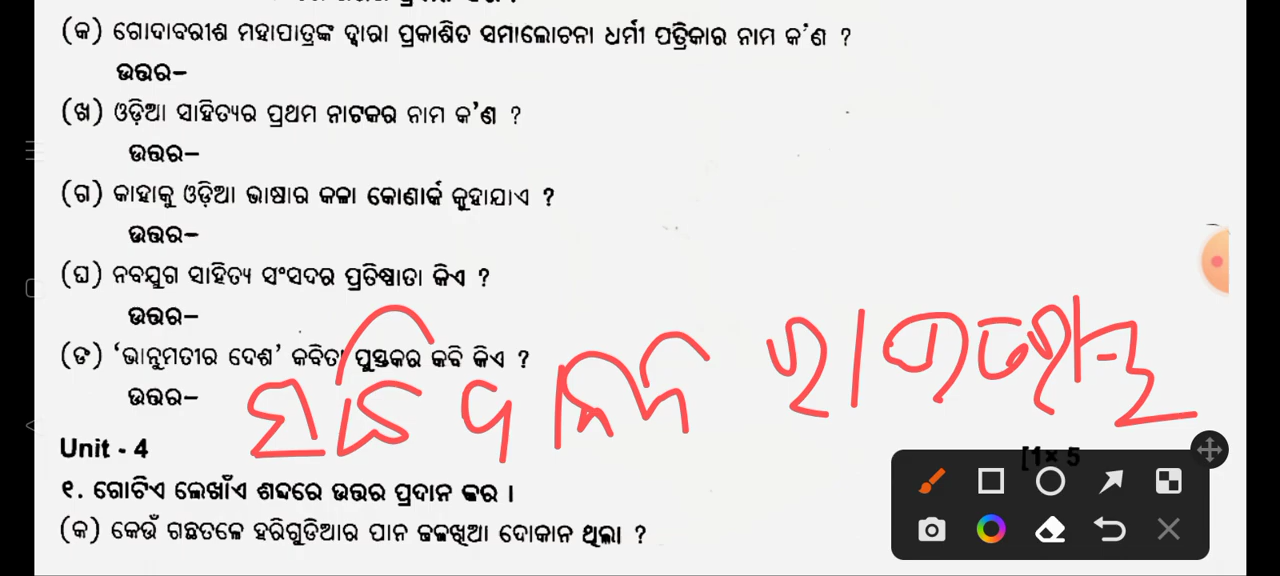 (କ) ଗୋଦାବରୀଶ ମହାପାତ୍ରଙ୍କ ଦ୍ୱାରା ପ୍ରକାଶିତ ସମାଲୋଚନା ଧର୍ମୀ ପତ୍ରିକାର ନାମ କ'ଣ ?
ଉତ୍ତର–
(ଖ) ଓଡ଼ିଆ ସାହିତ୍ୟର ପ୍ରଥମ ନାଟକର ନାମ କ'ଣ ?
ଉତ୍ତର–
(ଗ) କାହାକୁ ଓଡ଼ିଆ ଭାଷାର କଳା କୋଣାର୍କ କୁହାଯାଏ ?
ଉତ୍ତର–
(ଘ) ନବଯୁଗ ସାହିତ୍ୟ ସଂସଦର ପ୍ରତିଷ୍ଠାତା କିଏ ?
ଉତ୍ତର–
(ଙ) 'ଭାନୁମତୀର ଦେଶ' କବିତା ପୁସ୍ତକର କବି କିଏ ?
ଉତ୍ତର– ରାଉତରାୟ
Unit - 4
[1× 5
୧. ଗୋଟିଏ ଲେଖାଁଏ ଶବ୍ଦରେ ଉତ୍ତର ପ୍ରଦାନ କର ।
(କ) କେଉଁ ଗଛତଳେ ହରିଗୁଡିଆର ପାନ ଜଳଖିଆ ଦୋକାନ ଥିଲା ?